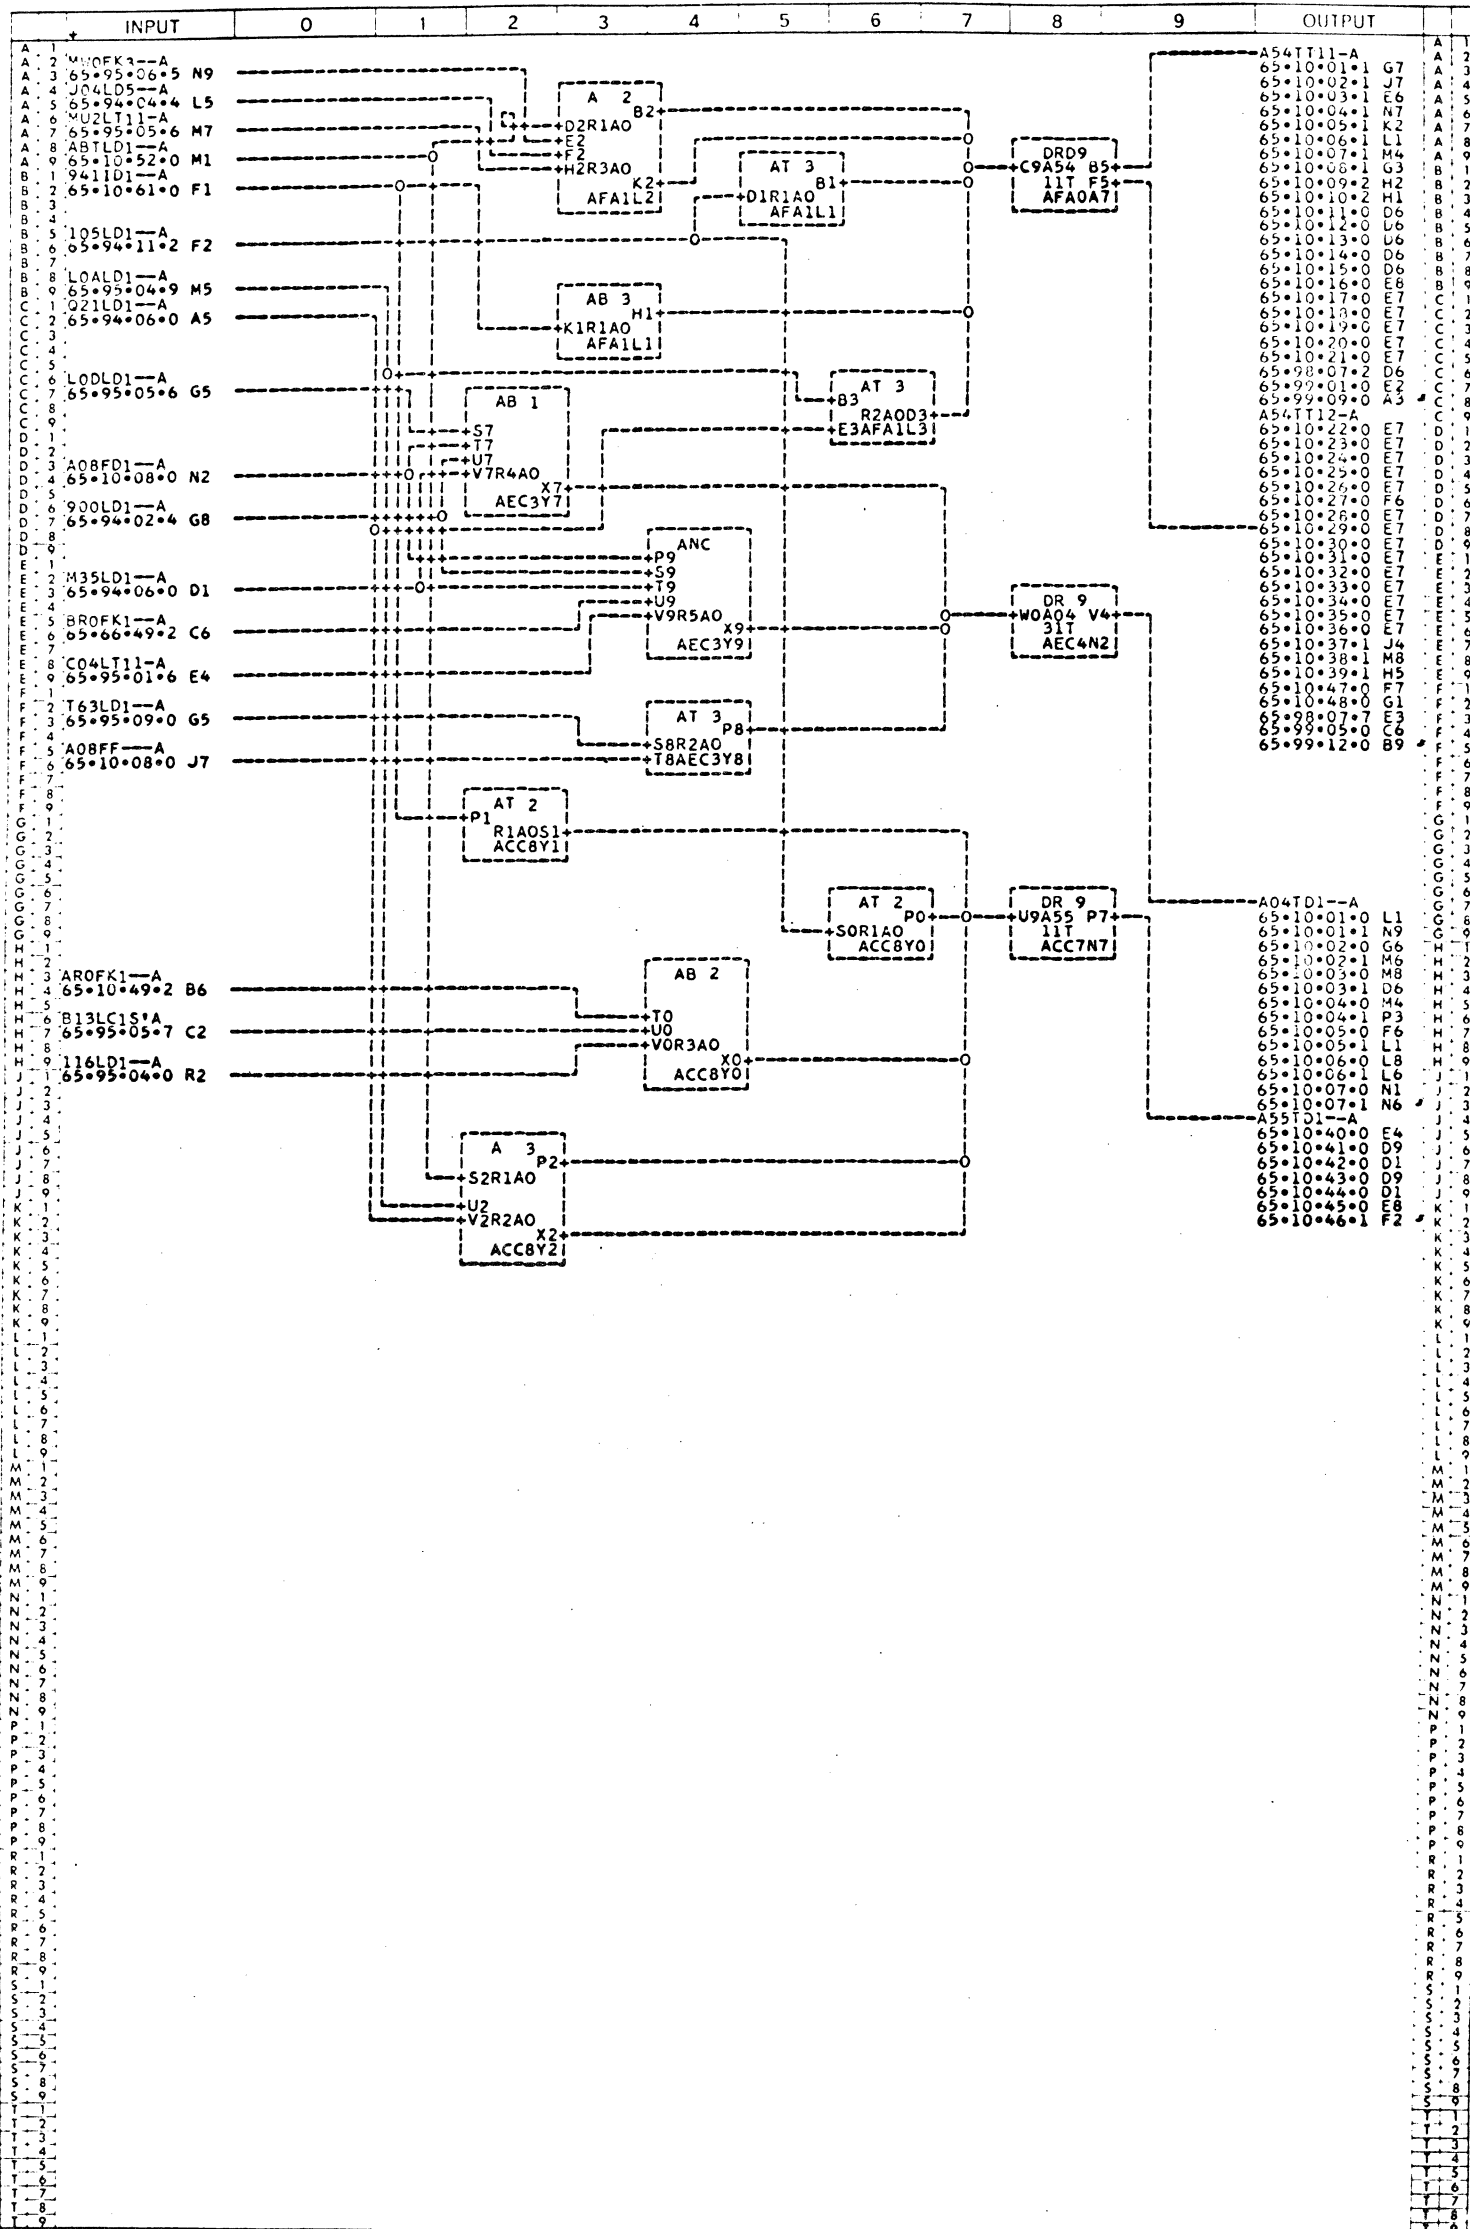 INPUT 0 1 2 3 4 5 6 7 8 9 OUTPUT
65•95•06•5 N9
J04LD5--A
65•94•04•4 L5
MU2LT11-A
65•95•05•6 M7
ABTLD1--A
65•10•52•0 M1
9411D1--A
65•10•61•0 F1
105LD1--A
65•94•11•2 F2
L0ALD1--A
65•95•04•9 M5
Q21LD1--A
65•94•06•0 A5
L0DLD1--A
65•95•05•6 G5
A08FD1--A
65•10•08•0 N2
900LD1--A
65•94•02•4 G8
M35LD1--A
65•94•06•0 D1
BR0FK1--A
65•66•49•2 C6
C04LT11-A
65•95•01•6 E4
T63LD1--A
65•95•09•0 G5
A08FF---A
65•10•08•0 J7
AR0FK1--A
65•10•49•2 B6
B13LC1S'A
65•95•05•7 C2
116LD1--A
65•95•04•0 R2
A 2
B2
D2R1A0
E2
F2
H2R3A0
K2
AFA1L2
AT 3
B1
D1R1A0
AFA1L1
DRD9
C9A54 B5
11T F5
AFA0A7
AB 3
H1
K1R1A0
AFA1L1
AT 3
B3
R2A0D3
E3AFA1L3
AB 1
S7
T7
U7
V7R4A0
X7
AEC3Y7
ANC
P9
S9
T9
U9
V9R5A0
X9
AEC3Y9
DR 9
W0A04 V4
31T
AEC4N2
AT 3
P8
S8R2A0
T8AEC3Y8
AT 2
P1
R1A0S1
ACC8Y1
AT 2
P0
S0R1A0
ACC8Y0
DR 9
U9A55 P7
11T
ACC7N7
AB 2
T0
U0
V0R3A0
X0
ACC8Y0
A 3
P2
S2R1A0
U2
V2R2A0
X2
ACC8Y2
A54TT11-A
65•10•01•1 G7
65•10•02•1 J7
65•10•03•1 E6
65•10•04•1 N7
65•10•05•1 K2
65•10•06•1 L1
65•10•07•1 M4
65•10•08•1 G3
65•10•09•2 H2
65•10•10•2 H1
65•10•11•0 D6
65•10•12•0 D6
65•10•13•0 D6
65•10•14•0 D6
65•10•15•0 D6
65•10•16•0 E8
65•10•17•0 E7
65•10•18•0 E7
65•10•19•0 E7
65•10•20•0 E7
65•10•21•0 E7
65•98•07•2 D6
65•99•01•0 E2
65•99•09•0 A3
A54TT12-A
65•10•22•0 E7
65•10•23•0 E7
65•10•24•0 E7
65•10•25•0 E7
65•10•26•0 E7
65•10•27•0 F6
65•10•28•0 E7
65•10•29•0 E7
65•10•30•0 E7
65•10•31•0 E7
65•10•32•0 E7
65•10•33•0 E7
65•10•34•0 E7
65•10•35•0 E7
65•10•36•0 E7
65•10•37•1 J4
65•10•38•1 M8
65•10•39•1 H5
65•10•47•0 F7
65•10•48•0 G1
65•98•07•7 E3
65•99•05•0 C6
65•99•12•0 B9
A04TD1--A
65•10•01•0 L1
65•10•01•1 N9
65•10•02•0 G6
65•10•02•1 M6
65•10•03•0 M8
65•10•03•1 D6
65•10•04•0 M4
65•10•04•1 P3
65•10•05•0 F6
65•10•05•1 L1
65•10•06•0 L8
65•10•06•1 L6
65•10•07•0 N1
65•10•07•1 N6
A55TD1--A
65•10•40•0 E4
65•10•41•0 D9
65•10•42•0 D1
65•10•43•0 D9
65•10•44•0 D1
65•10•45•0 E8
65•10•46•1 F2